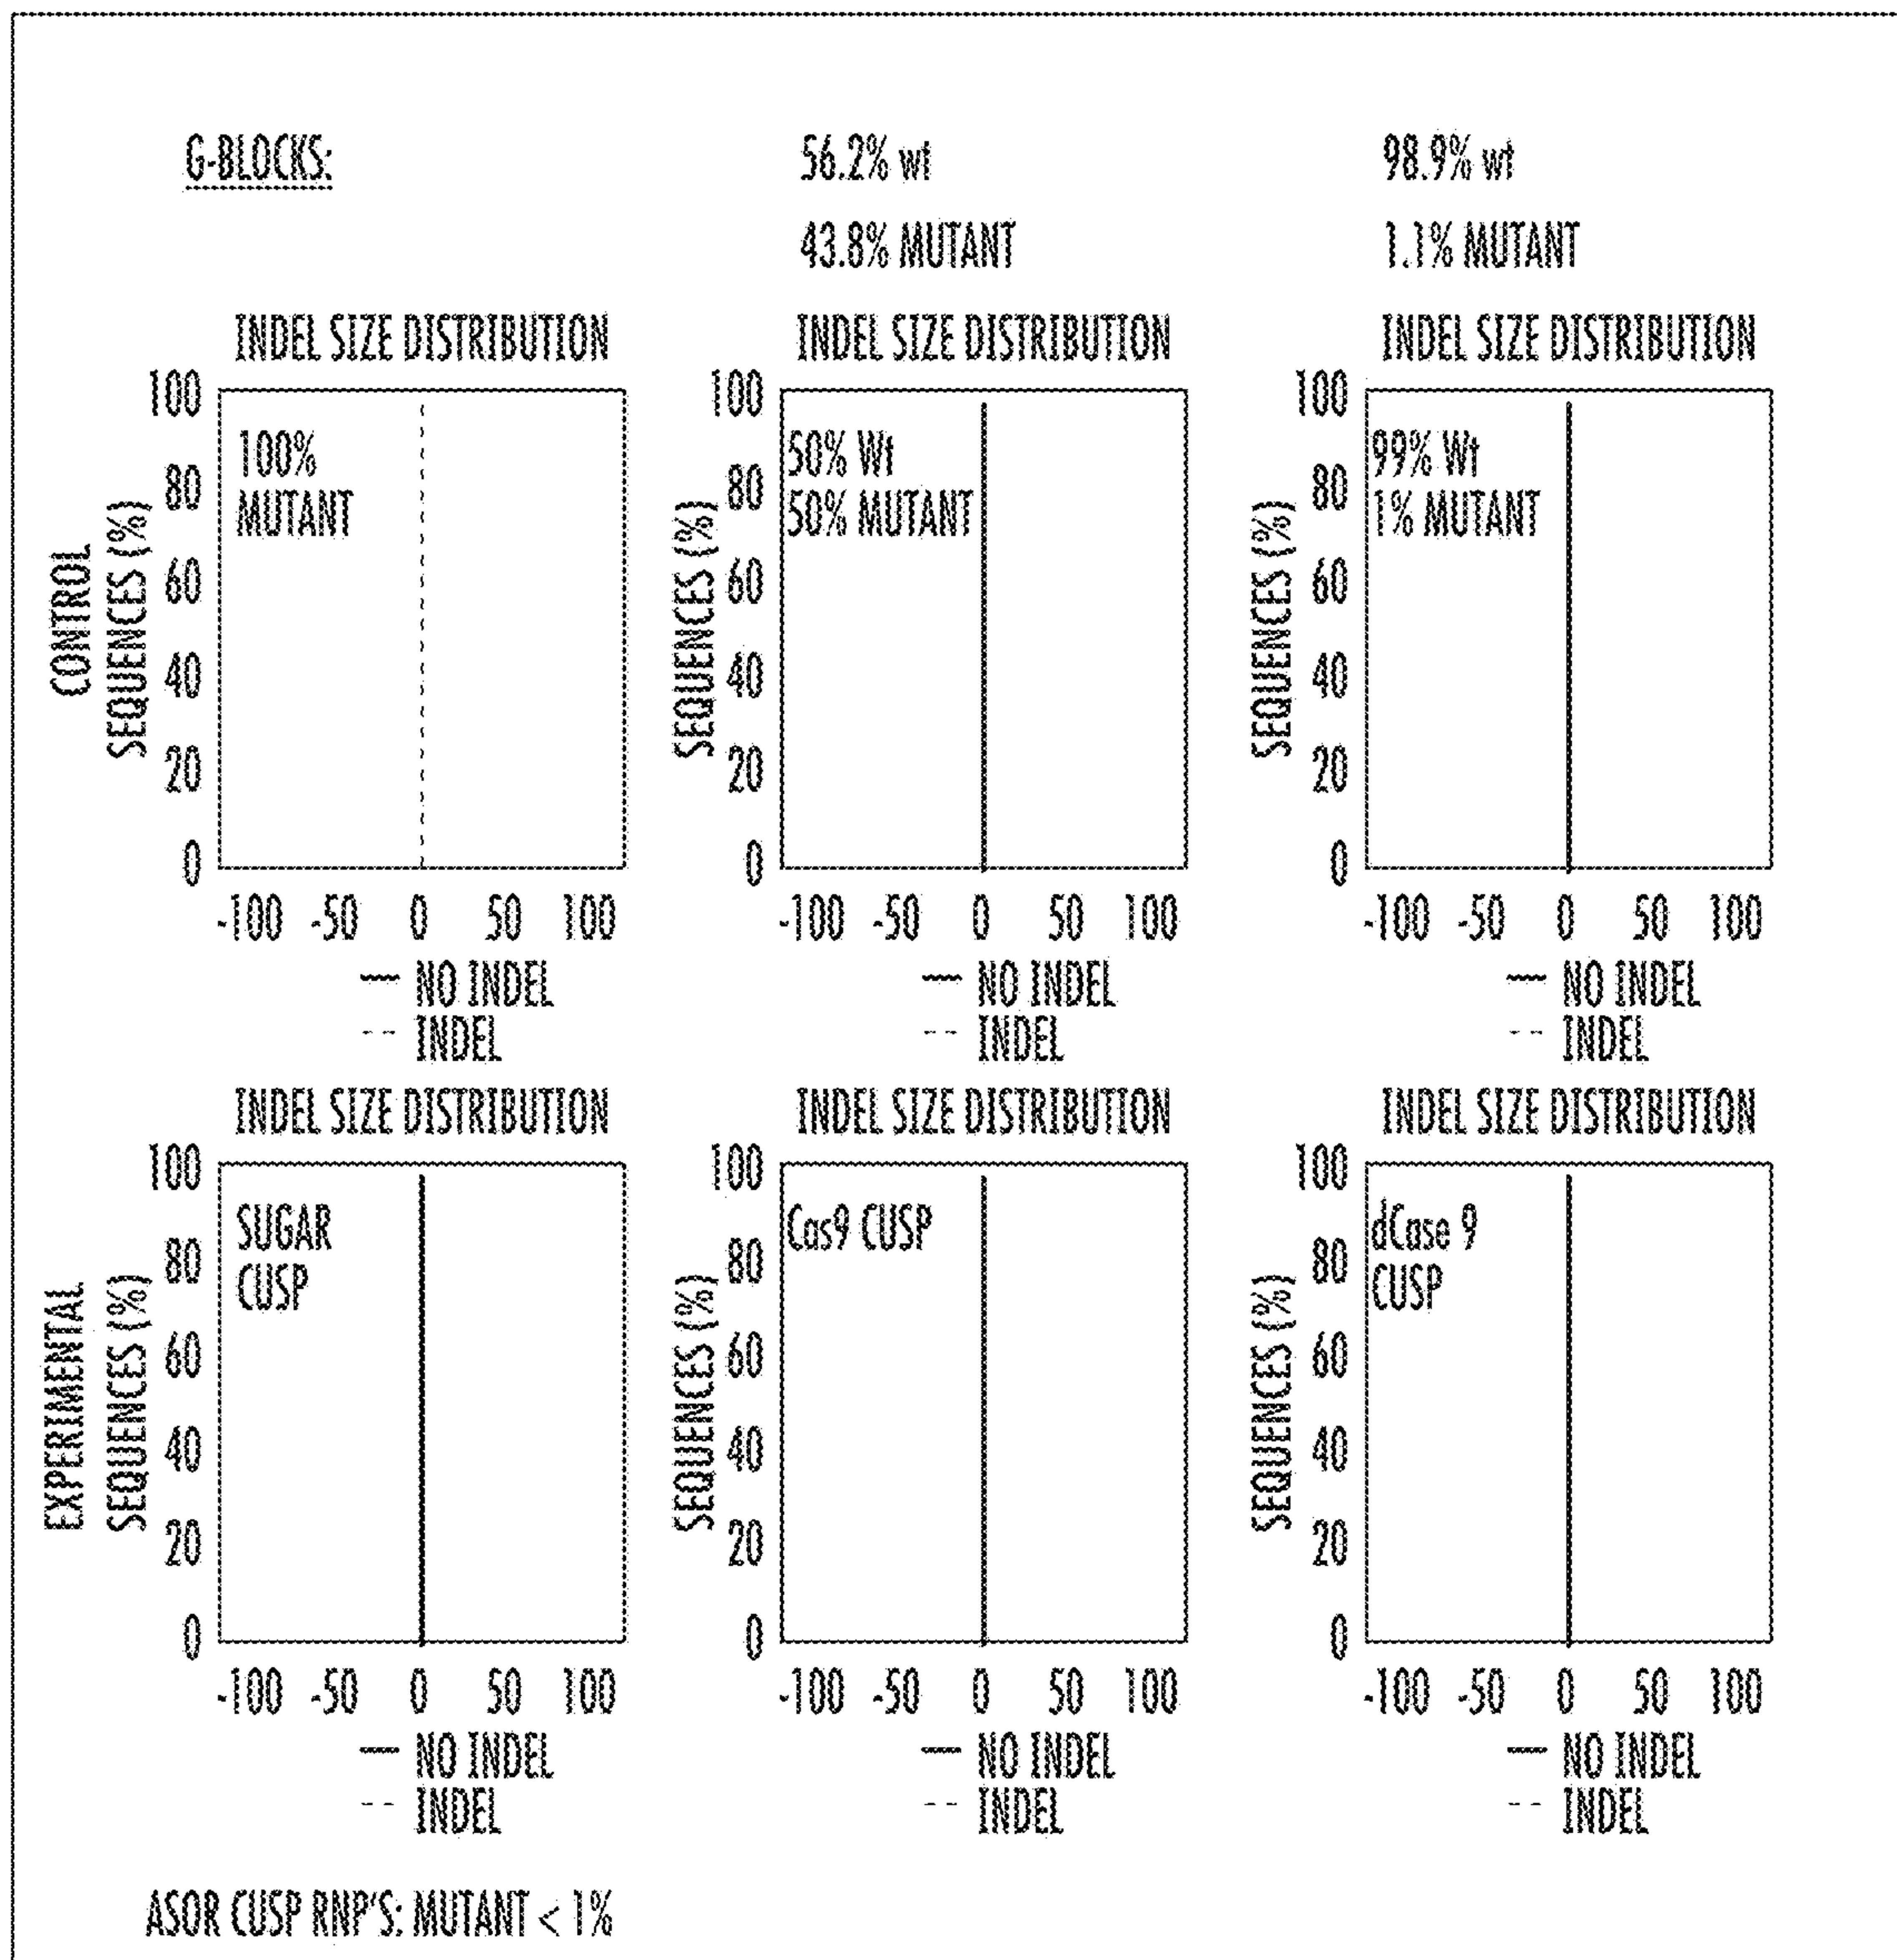 G-BLOCKS:
56.2% wt
98.9% wt
43.8% MUTANT
1.1% MUTANT
CONTROL
INDEL SIZE DISTRIBUTION
SEQUENCES (%)
100
80
60
40
20
0
100%
MUTANT
-100 -50 0 50 100
NO INDEL
INDEL
INDEL SIZE DISTRIBUTION
SEQUENCES (%)
100
80
60
40
20
0
50% Wt
50% MUTANT
-100 -50 0 50 100
NO INDEL
INDEL
INDEL SIZE DISTRIBUTION
SEQUENCES (%)
100
80
60
40
20
0
99% Wt
1% MUTANT
-100 -50 0 50 100
NO INDEL
INDEL
EXPERIMENTAL
INDEL SIZE DISTRIBUTION
SEQUENCES (%)
100
80
60
40
20
0
SUGAR
CUSP
-100 -50 0 50 100
NO INDEL
INDEL
INDEL SIZE DISTRIBUTION
SEQUENCES (%)
100
80
60
40
20
0
Cas9 CUSP
-100 -50 0 50 100
NO INDEL
INDEL
INDEL SIZE DISTRIBUTION
SEQUENCES (%)
100
80
60
40
20
0
dCase 9
CUSP
-100 -50 0 50 100
NO INDEL
INDEL
ASOR CUSP RNP'S: MUTANT < 1%